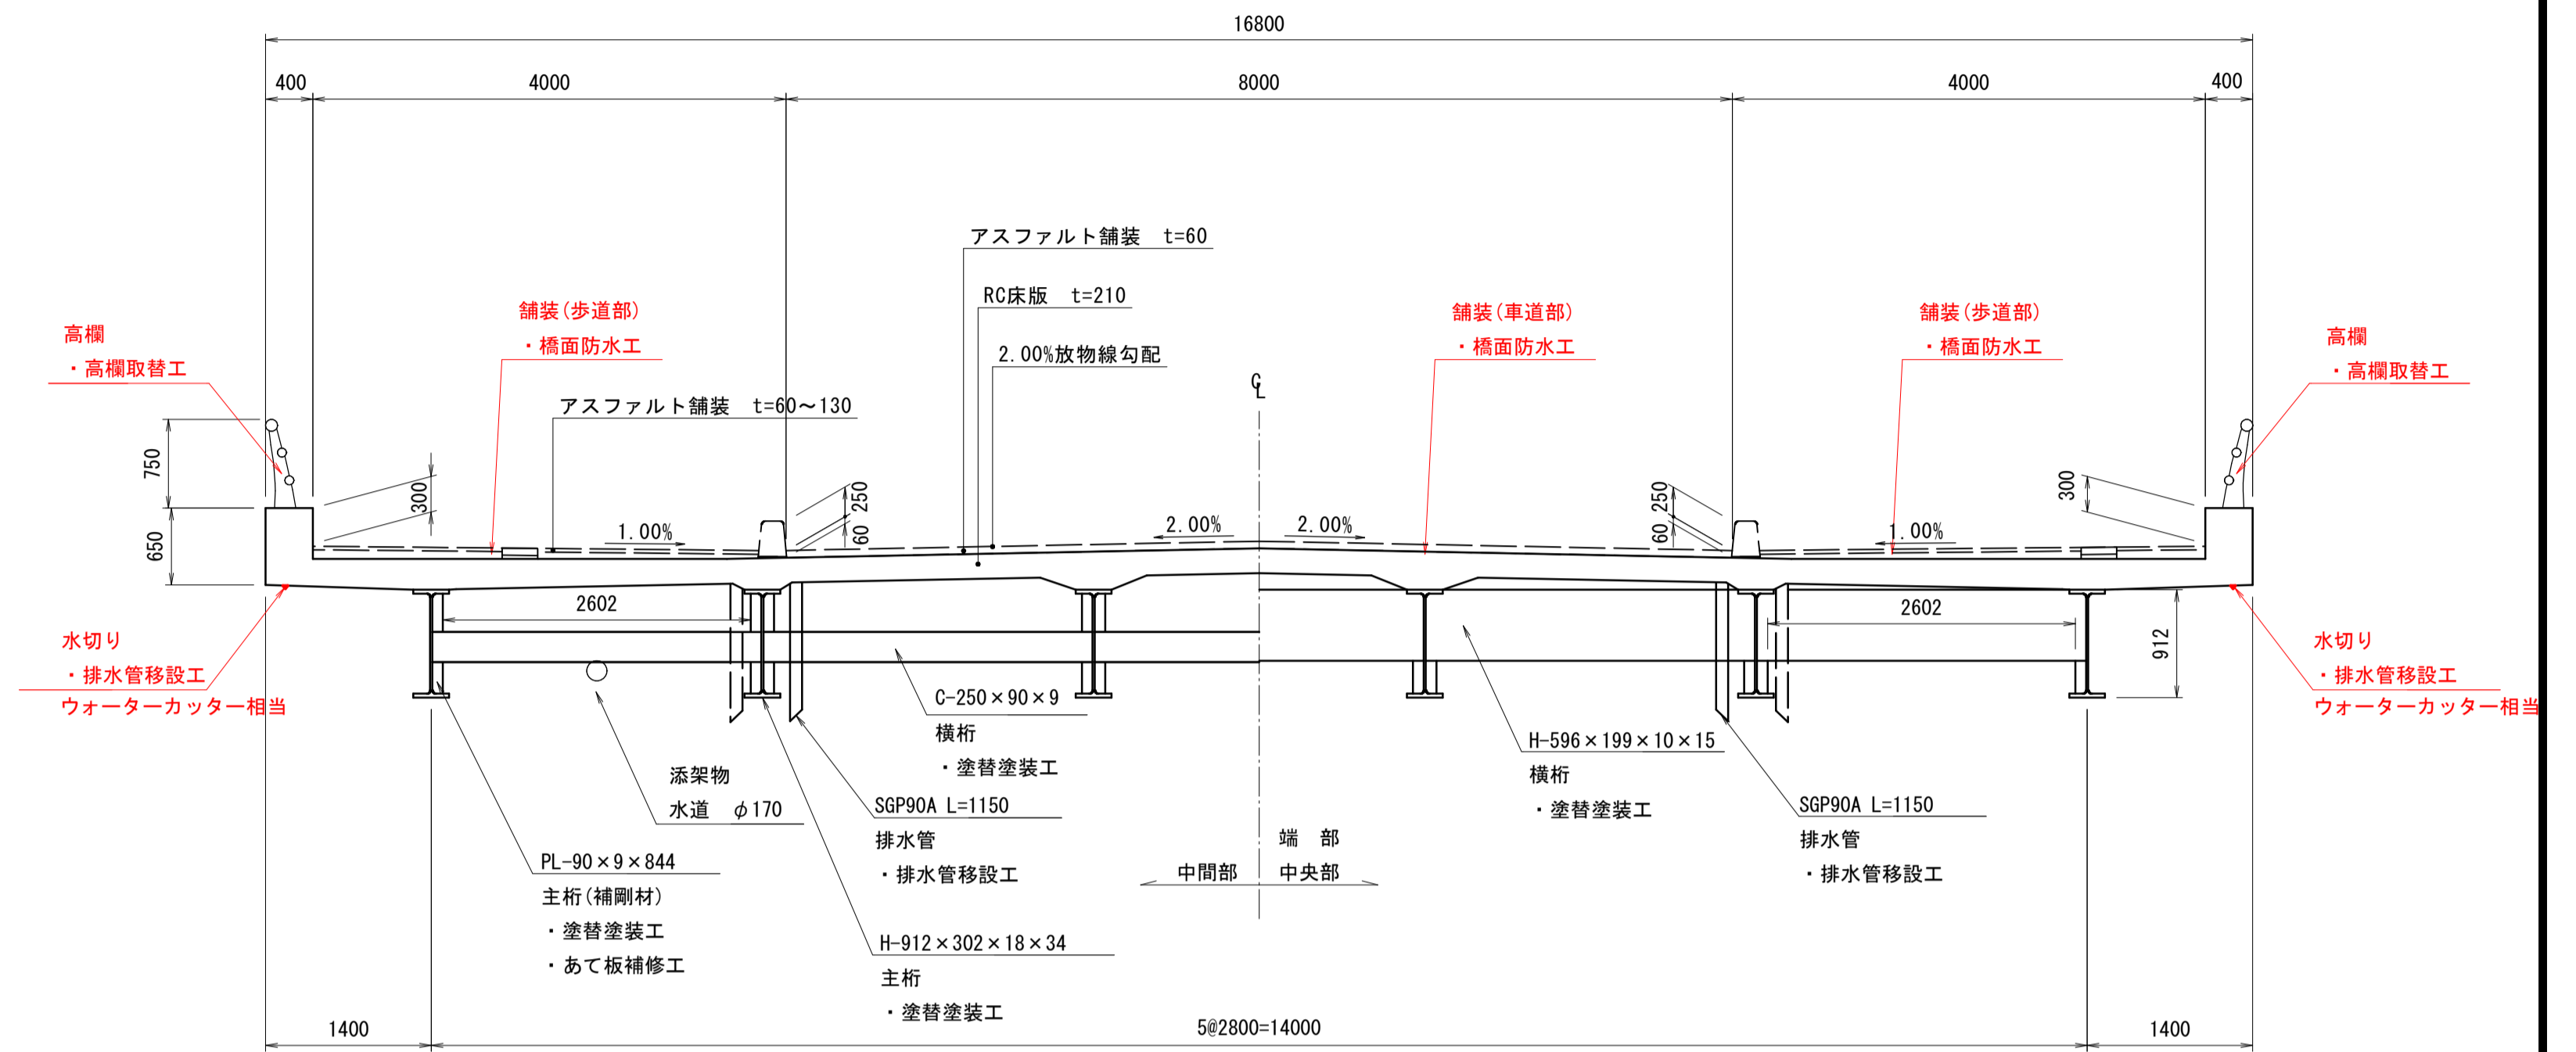 16800
400
4000
8000
4000
400
アスファルト舗装 t=60
RC床版 t=210
2.00%放物線勾配
舗装(歩道部)
・橋面防水工
舗装(車道部)
・橋面防水工
舗装(歩道部)
・橋面防水工
高欄
・高欄取替工
高欄
・高欄取替工
アスファルト舗装 t=60～130
CL
750
650
300
1.00%
250
60
2.00%
2.00%
250
60
1.00%
300
2602
2602
912
水切り
・排水管移設工
ウォーターカッター相当
水切り
・排水管移設工
ウォーターカッター相当
C-250×90×9
横桁
・塗替塗装工
H-596×199×10×15
横桁
・塗替塗装工
添架物
水道 φ170
SGP90A L=1150
排水管
・排水管移設工
SGP90A L=1150
排水管
・排水管移設工
端 部
中間部 中央部
PL-90×9×844
主桁(補剛材)
・塗替塗装工
・あて板補修工
H-912×302×18×34
主桁
・塗替塗装工
1400
5@2800=14000
1400